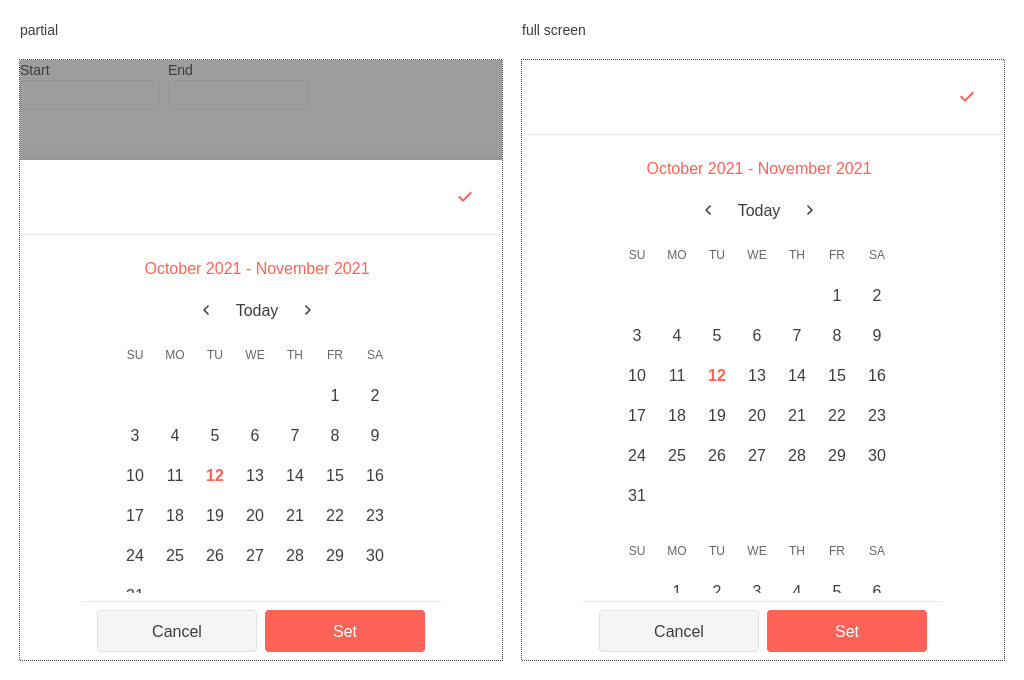 partial
Start End
October 2021 - November 2021
Today
SU MO TU WE TH FR SA
1 2
3 4 5 6 7 8 9
10 11 12 13 14 15 16
17 18 19 20 21 22 23
24 25 26 27 28 29 30
31
Cancel Set
full screen
October 2021 - November 2021
Today
SU MO TU WE TH FR SA
1 2
3 4 5 6 7 8 9
10 11 12 13 14 15 16
17 18 19 20 21 22 23
24 25 26 27 28 29 30
31
SU MO TU WE TH FR SA
1 2 3 4 5 6
Cancel Set